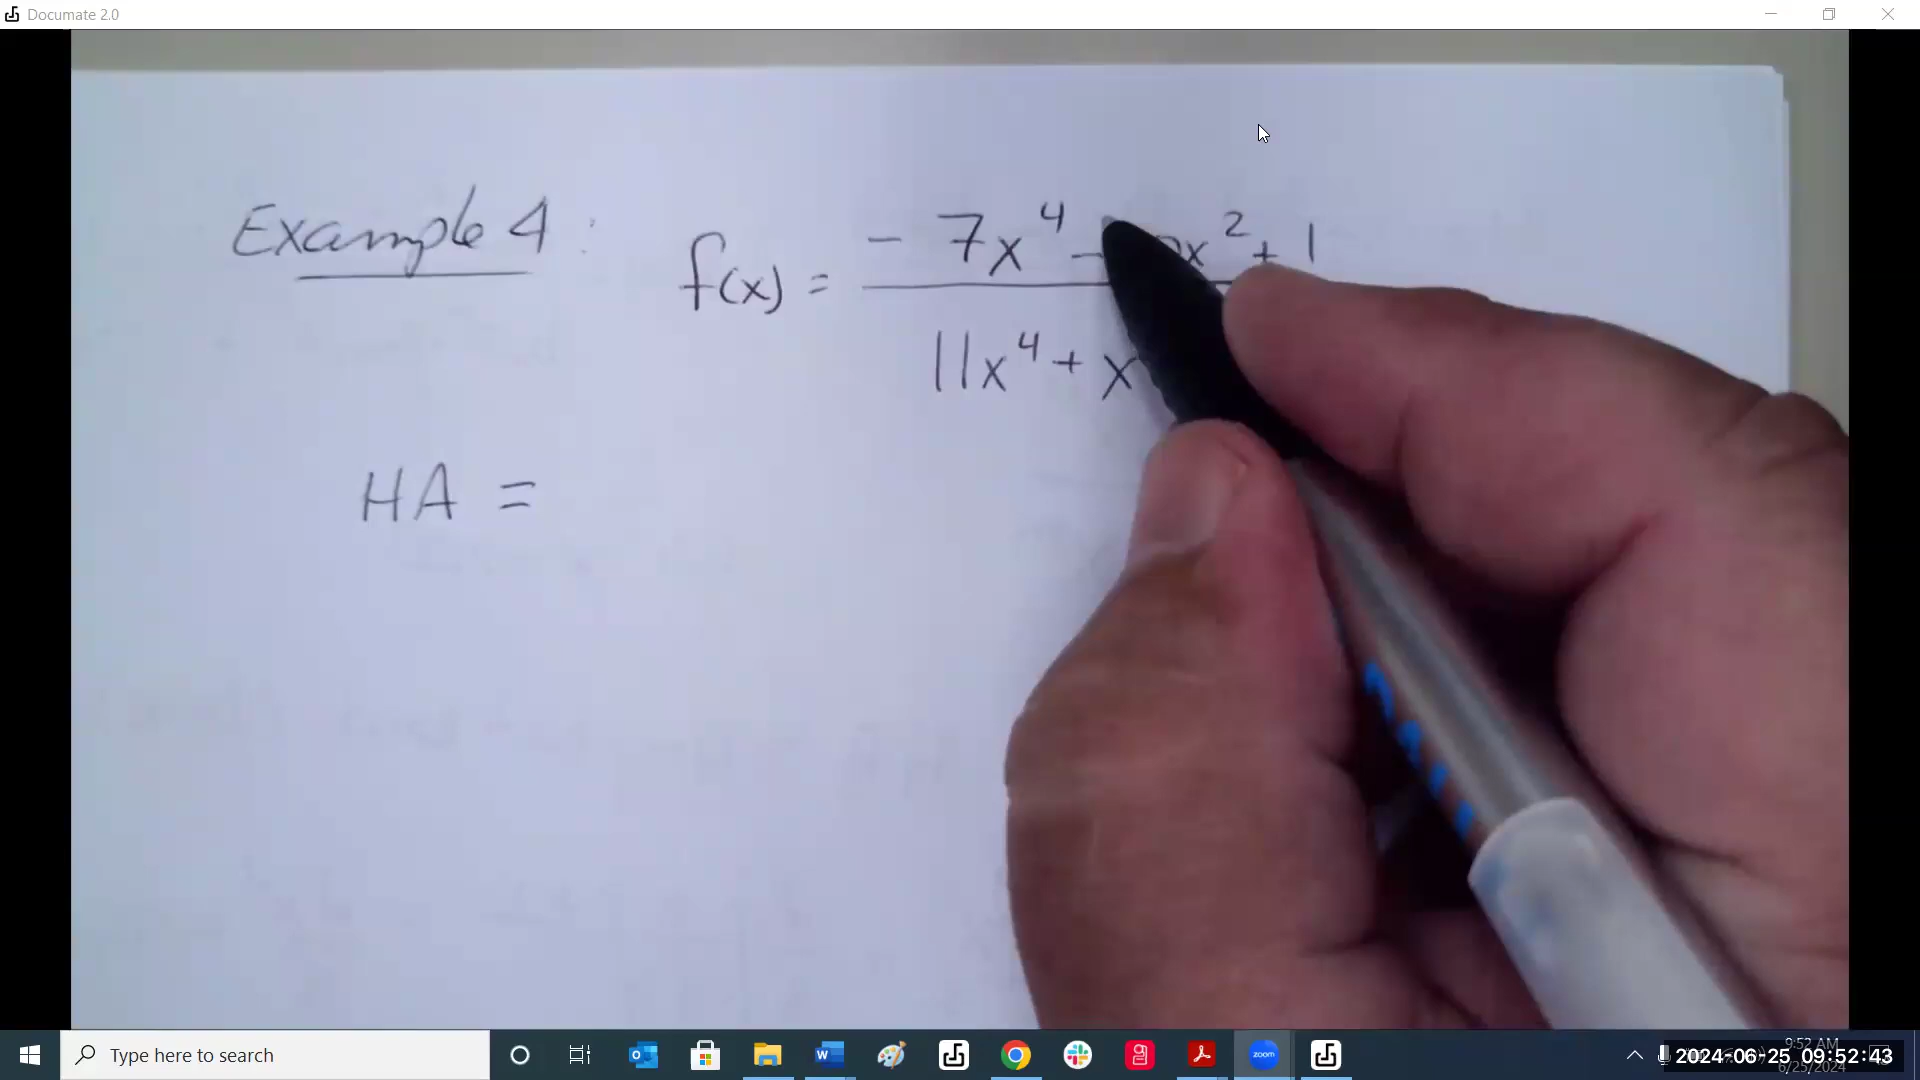 Documate 2.0
Example 4:
f(x) =
- 7x⁴ - x² + 1
11x⁴ + x
HA =
Type here to search
9:52 AM
6/25/2024
2024-06-25 09:52:43
zoom